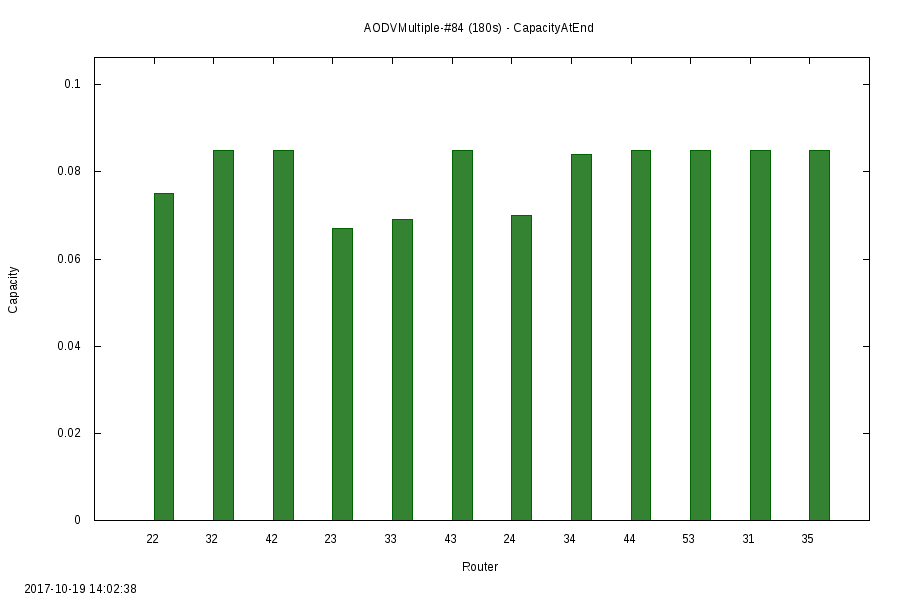 AODVMultiple-#84 (180s) - CapacityAtEnd
0.1
0.08
0.06
0.04
0.02
0
Capacity
22 32 42 23 33 43 24 34 44 53 31 35
Router
2017-10-19 14:02:38